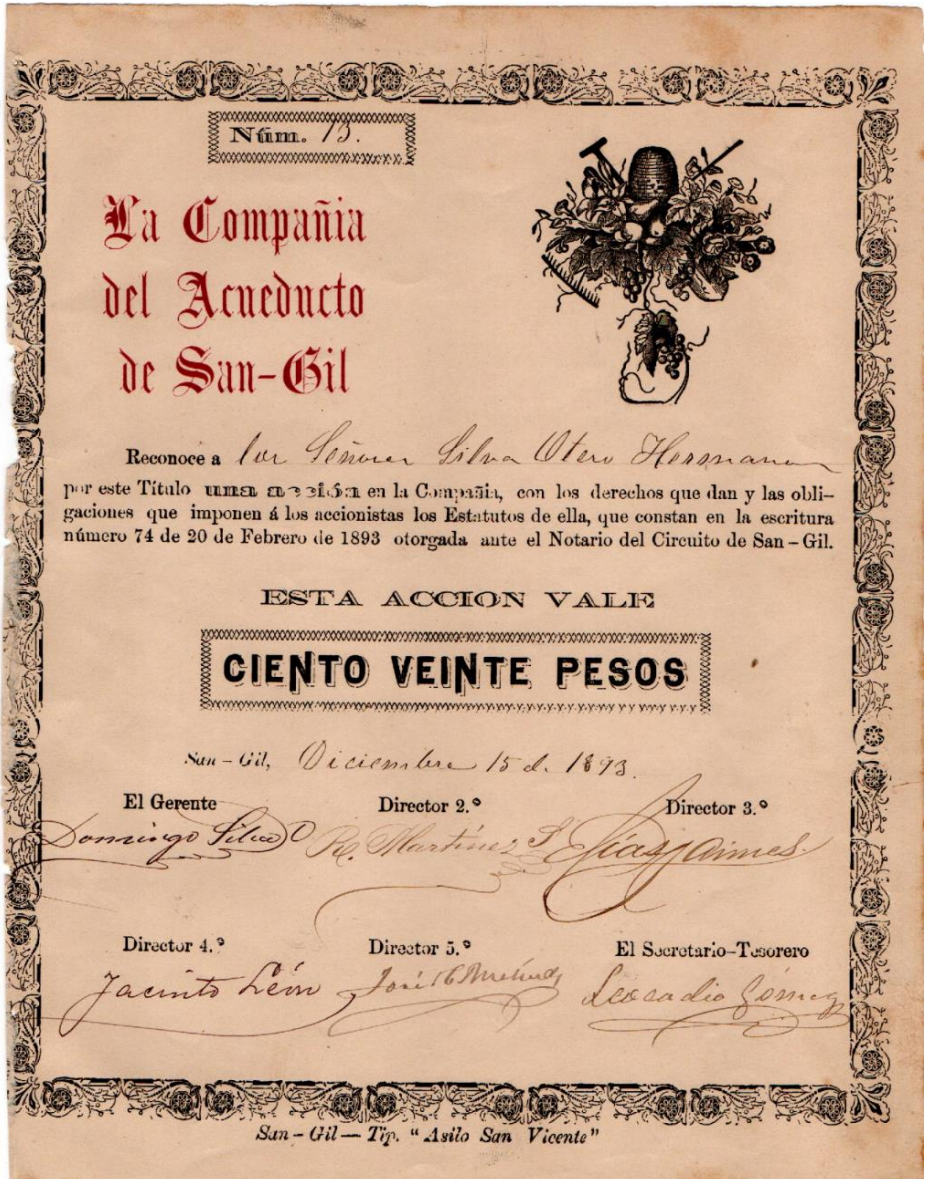 Núm. 13.
La Compañia
del Acueducto
de San-Gil
Reconoce a los Señores Silva Otero Hermanos
por este Título una acción en la Compañia, con los derechos que dan y las obli-
gaciones que imponen á los accionistas los Estatutos de ella, que constan en la escritura
número 74 de 20 de Febrero de 1893 otorgada ante el Notario del Circuito de San-Gil.
ESTA ACCION VALE
CIENTO VEINTE PESOS
San-Gil, Diciembre 15 de 1893.
El Gerente Director 2.° Director 3.°
Domingo Silva O R. Martínez S Elías Jaimes
Director 4.° Director 5.° El Secretario-Tesorero
Jacinto León José Leocadio Gómez
San-Gil — Tip. "Asilo San Vicente"